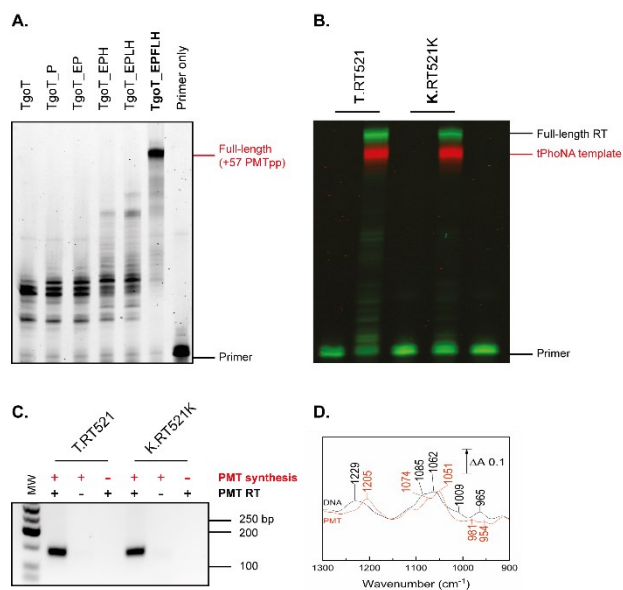 A.
TgoT
TgoT_P
TgoT_EP
TgoT_EPH
TgoT_EPLH
TgoT_EPFLH
Primer only
Full-length
(+57 PMTpp)
Primer
B.
T.RT521
K.RT521K
Full-length RT
tPhoNA template
Primer
C.
T.RT521
K.RT521K
MW
+ + - + + - PMT synthesis
+ - + + - + PMT RT
250 bp
200
100
D.
ΔA 0.1
1229
1205
1074
1085
1062
1051
1009
965
981
954
DNA
PMT
1300 1200 1100 1000 900
Wavenumber (cm⁻¹)